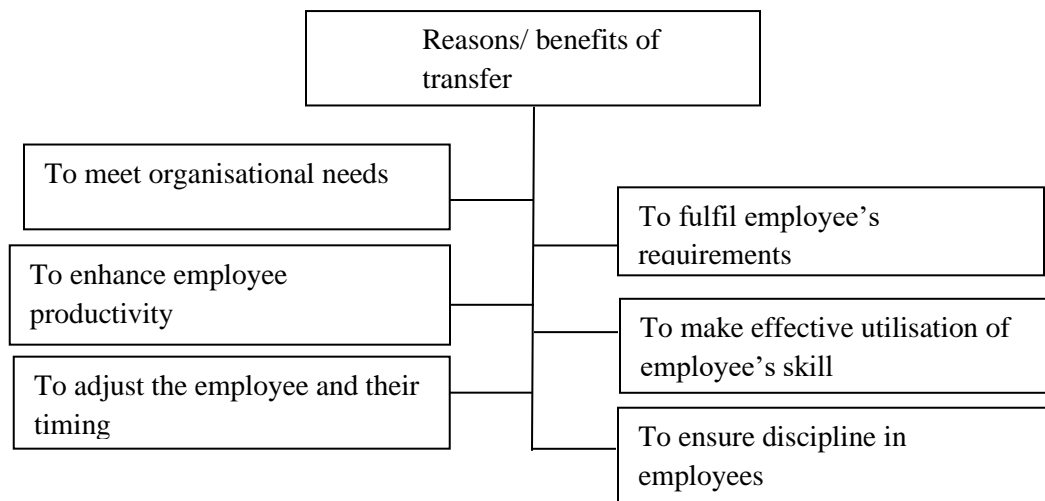 Reasons/ benefits of
transfer
To meet organisational needs
To fulfil employee’s
requirements
To enhance employee
productivity
To make effective utilisation of
employee’s skill
To adjust the employee and their
timing
To ensure discipline in
employees